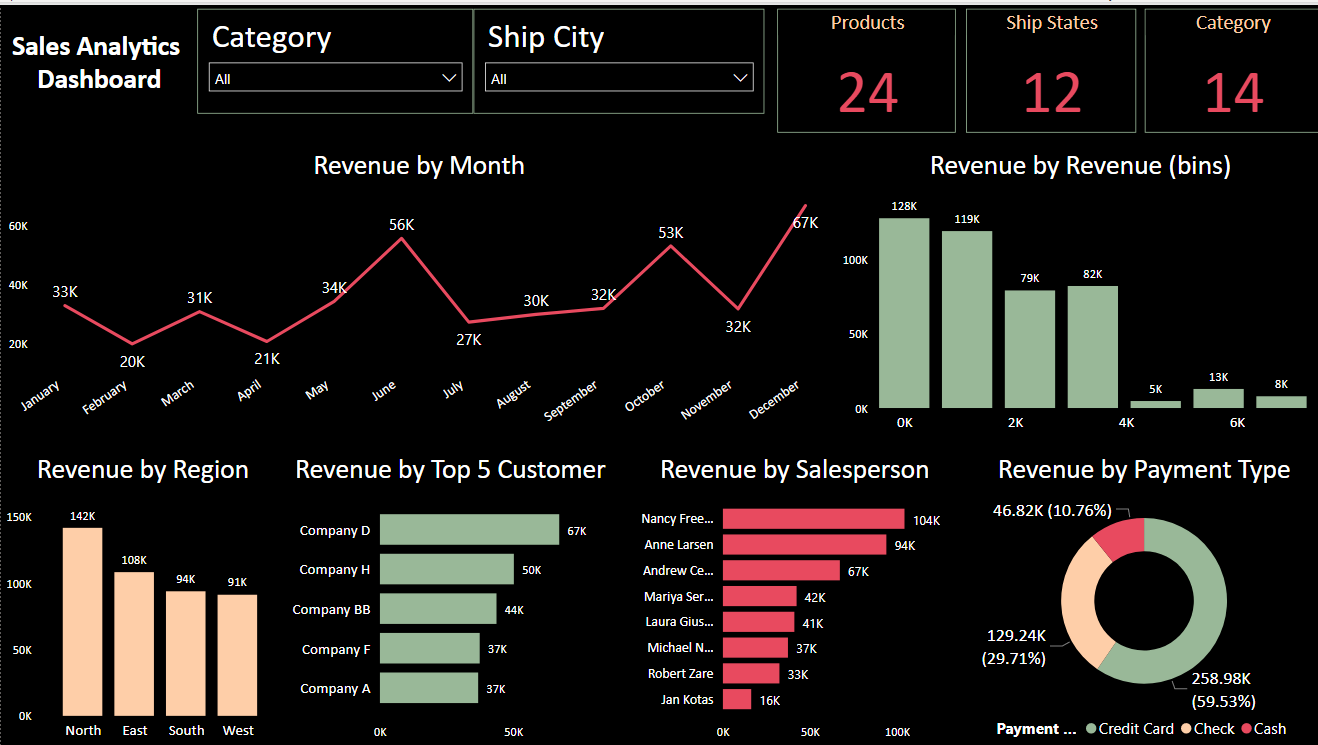 Sales Analytics
Dashboard
Category
All
Ship City
All
Products
24
Ship States
12
Category
14
Revenue by Month
60K
40K
20K
33K
20K
31K
21K
34K
56K
27K
30K
32K
53K
32K
67K
January
February
March
April
May
June
July
August
September
October
November
December
Revenue by Revenue (bins)
100K
50K
0K
128K
119K
79K
82K
5K
13K
8K
0K
2K
4K
6K
Revenue by Region
150K
100K
50K
0K
142K
108K
94K
91K
North
East
South
West
Revenue by Top 5 Customer
Company D
67K
Company H
50K
Company BB
44K
Company F
37K
Company A
37K
0K
50K
Revenue by Salesperson
Nancy Free...
104K
Anne Larsen
94K
Andrew Ce...
67K
Mariya Ser...
42K
Laura Gius...
41K
Michael N...
37K
Robert Zare
33K
Jan Kotas
16K
0K
50K
100K
Revenue by Payment Type
46.82K (10.76%)
129.24K
(29.71%)
258.98K
(59.53%)
Payment ...
Credit Card
Check
Cash